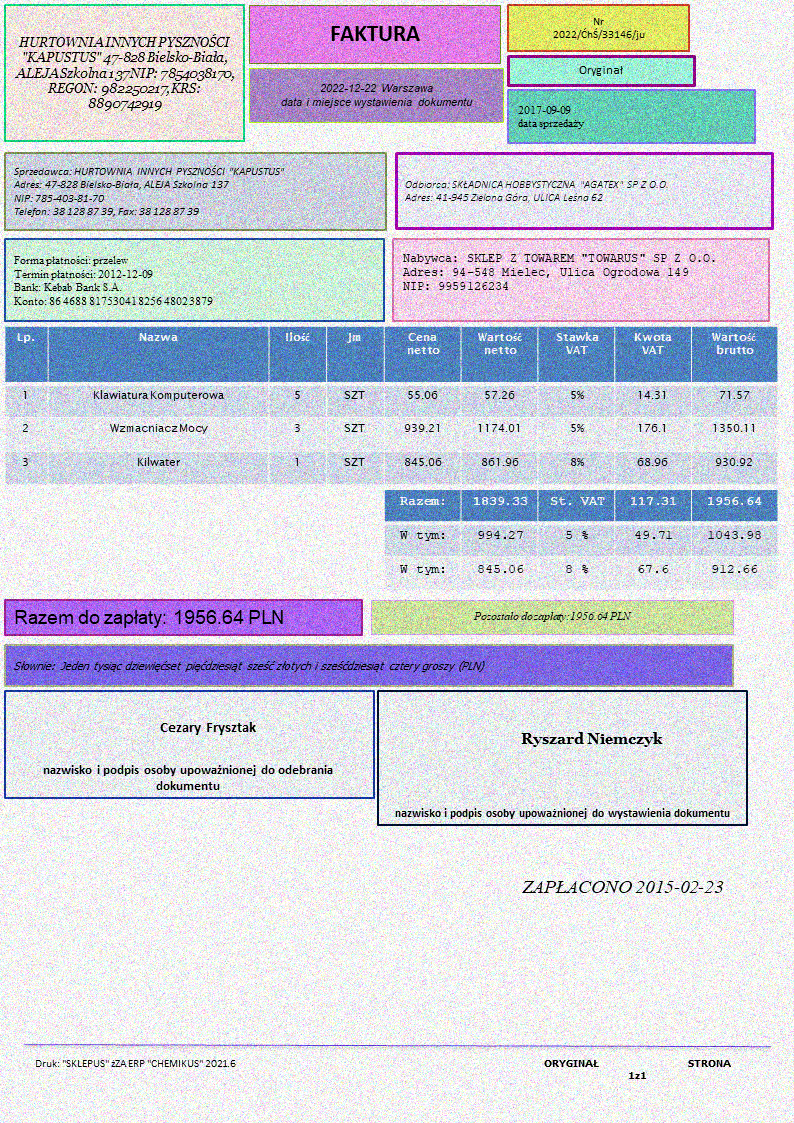 HURTOWNIA INNYCH PYSZNOŚCI
"KAPUSTUS" 47-828 Bielsko-Biała,
ALEJA Szkolna 137 NIP: 7854038170,
REGON: 982250217, KRS:
8890742919
FAKTURA
2022-12-22 Warszawa
data i miejsce wystawienia dokumentu
Nr
2022/ĆhŚ/33146/ju
Oryginał
2017-09-09
data sprzedaży
Sprzedawca: HURTOWNIA INNYCH PYSZNOŚCI "KAPUSTUS"
Adres: 47-828 Bielsko-Biała, ALEJA Szkolna 137
NIP: 785-403-81-70
Telefon: 38 128 87 39, Fax: 38 128 87 39
Odbiorca: SKŁADNICA HOBBYSTYCZNA "AGATEX" SP Z O.O.
Adres: 41-945 Zielona Góra, ULICA Leśna 62
Forma płatności: przelew
Termin płatności: 2012-12-09
Bank: Kebab Bank S.A.
Konto: 86 4688 8175 3041 8256 4802 3879
Nabywca: SKLEP Z TOWAREM "TOWARUS" SP Z O.O.
Adres: 94-548 Mielec, Ulica Ogrodowa 149
NIP: 9959126234
Lp. Nazwa Ilość Jm Cena netto Wartość netto Stawka VAT Kwota VAT Wartość brutto
1 Klawiatura Komputerowa 5 SZT 55.06 57.26 5% 14.31 71.57
2 Wzmacniacz Mocy 3 SZT 939.21 1174.01 5% 176.1 1350.11
3 Kilwater 1 SZT 845.06 861.96 8% 68.96 930.92
Razem: 1839.33 St. VAT 117.31 1956.64
W tym: 994.27 5 % 49.71 1043.98
W tym: 845.06 8 % 67.6 912.66
Razem do zapłaty: 1956.64 PLN
Pozostało do zapłaty: 1956.64 PLN
Słownie: Jeden tysiąc dziewięćset pięćdziesiąt sześć złotych i sześćdziesiąt cztery groszy (PLN)
Cezary Frysztak
nazwisko i podpis osoby upoważnionej do odebrania
dokumentu
Ryszard Niemczyk
nazwisko i podpis osoby upoważnionej do wystawienia dokumentu
ZAPŁACONO 2015-02-23
Druk: "SKLEPUS" żZA ERP "CHEMIKUS" 2021.6
ORYGINAŁ STRONA
1z1